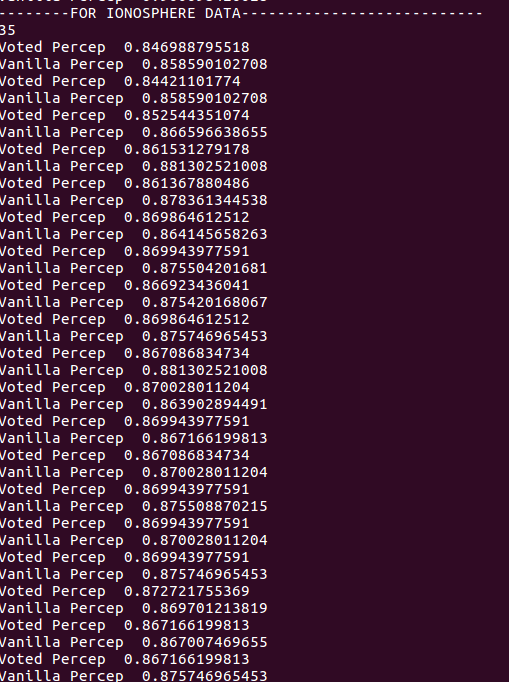 --------FOR IONOSPHERE DATA---------------------------
35
Voted Percep  0.846988795518
Vanilla Percep  0.858590102708
Voted Percep  0.84421101774
Vanilla Percep  0.858590102708
Voted Percep  0.852544351074
Vanilla Percep  0.866596638655
Voted Percep  0.861531279178
Vanilla Percep  0.881302521008
Voted Percep  0.861367880486
Vanilla Percep  0.878361344538
Voted Percep  0.869864612512
Vanilla Percep  0.864145658263
Voted Percep  0.869943977591
Vanilla Percep  0.875504201681
Voted Percep  0.866923436041
Vanilla Percep  0.875420168067
Voted Percep  0.869864612512
Vanilla Percep  0.875746965453
Voted Percep  0.867086834734
Vanilla Percep  0.881302521008
Voted Percep  0.870028011204
Vanilla Percep  0.863902894491
Voted Percep  0.869943977591
Vanilla Percep  0.867166199813
Voted Percep  0.867086834734
Vanilla Percep  0.870028011204
Voted Percep  0.869943977591
Vanilla Percep  0.875508870215
Voted Percep  0.869943977591
Vanilla Percep  0.870028011204
Voted Percep  0.869943977591
Vanilla Percep  0.875746965453
Voted Percep  0.872721755369
Vanilla Percep  0.869701213819
Voted Percep  0.867166199813
Vanilla Percep  0.867007469655
Voted Percep  0.867166199813
Vanilla Percep  0.875746965453